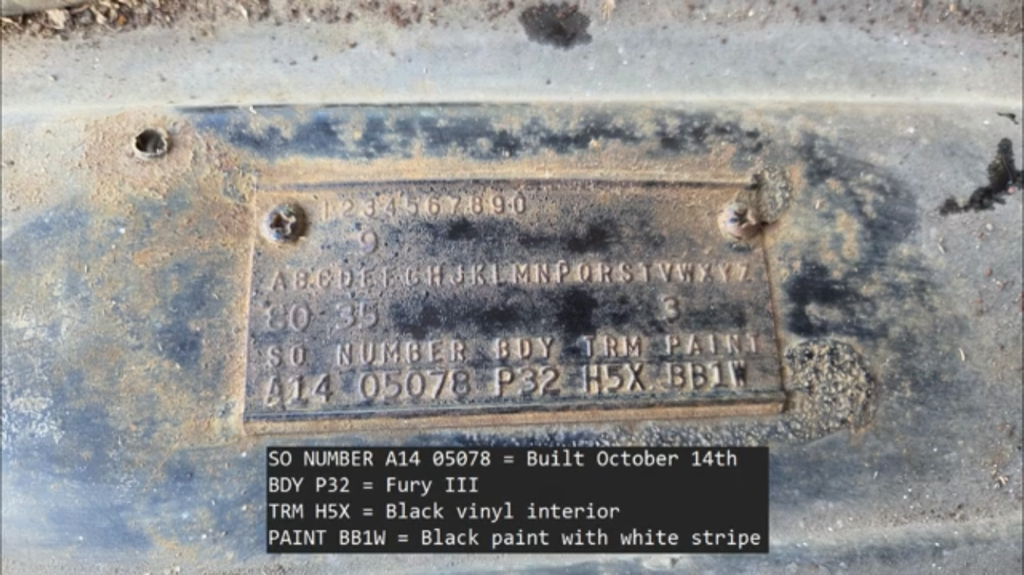 1234567890
9
ABCDEFGHJKLMNPQRSTVWXYZ
80 35 3
SO NUMBER BDY TRM PAINT
A14 05078 P32 H5X BB1W
SO NUMBER A14 05078 = Built October 14th
BDY P32 = Fury III
TRM H5X = Black vinyl interior
PAINT BB1W = Black paint with white stripe